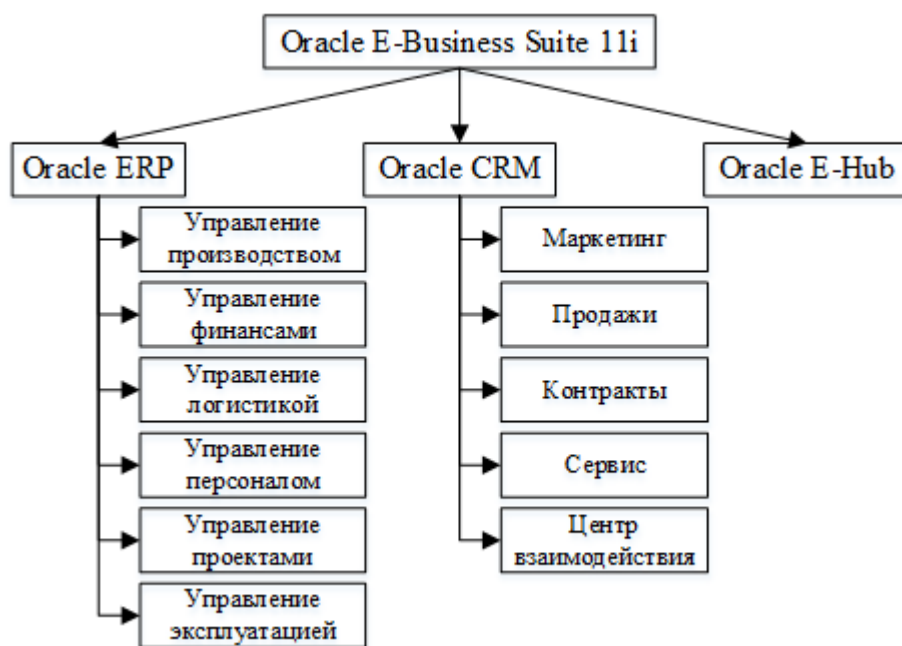 Oracle E-Business Suite 11i
Oracle ERP
Управление
производством
Управление
финансами
Управление
логистикой
Управление
персоналом
Управление
проектами
Управление
эксплуатацией
Oracle CRM
Маркетинг
Продажи
Контракты
Сервис
Центр
взаимодействия
Oracle E-Hub